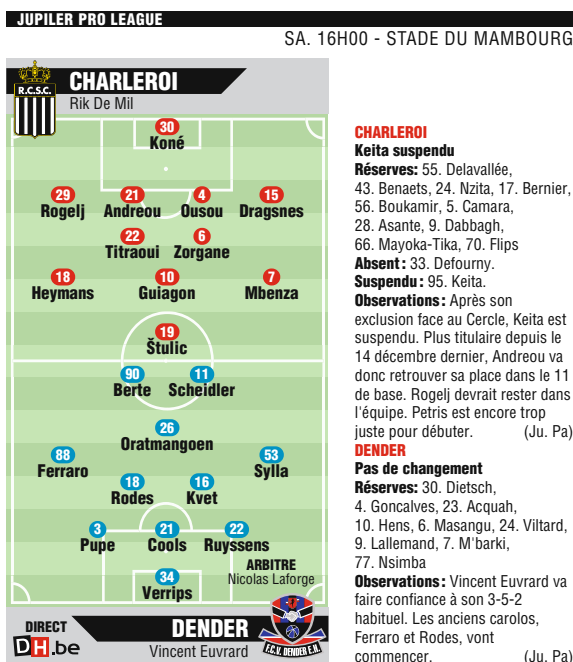 JUPILER PRO LEAGUE
SA. 16H00 - STADE DU MAMBOURG
R.C.S.C.
CHARLEROI
Rik De Mil
30
Koné
29 21 4 15
Rogelj Andreou Ousou Dragsnes
22 6
Titraoui Zorgane
18 10 7
Heymans Guiagon Mbenza
19
Štulic
90 11
Berte Scheidler
26
Oratmangoen
88 53
Ferraro Sylla
18 16
Rodes Kvet
3 21 22
Pupe Cools Ruyssens
34
Verrips
ARBITRE
Nicolas Laforge
DIRECT
DH.be
DENDER
Vincent Euvrard
F.C.V. DENDER E.H.
CHARLEROI
Keita suspendu
Réserves: 55. Delavallée,
43. Benaets, 24. Nzita, 17. Bernier,
56. Boukamir, 5. Camara,
28. Asante, 9. Dabbagh,
66. Mayoka-Tika, 70. Flips
Absent : 33. Defourny.
Suspendu : 95. Keita.
Observations : Après son
exclusion face au Cercle, Keita est
suspendu. Plus titulaire depuis le
14 décembre dernier, Andreou va
donc retrouver sa place dans le 11
de base. Rogelj devrait rester dans
l'équipe. Petris est encore trop
juste pour débuter. (Ju. Pa)
DENDER
Pas de changement
Réserves: 30. Dietsch,
4. Goncalves, 23. Acquah,
10. Hens, 6. Masangu, 24. Viltard,
9. Lallemand, 7. M'barki,
77. Nsimba
Observations : Vincent Euvrard va
faire confiance à son 3-5-2
habituel. Les anciens carolos,
Ferraro et Rodes, vont
commencer. (Ju. Pa)